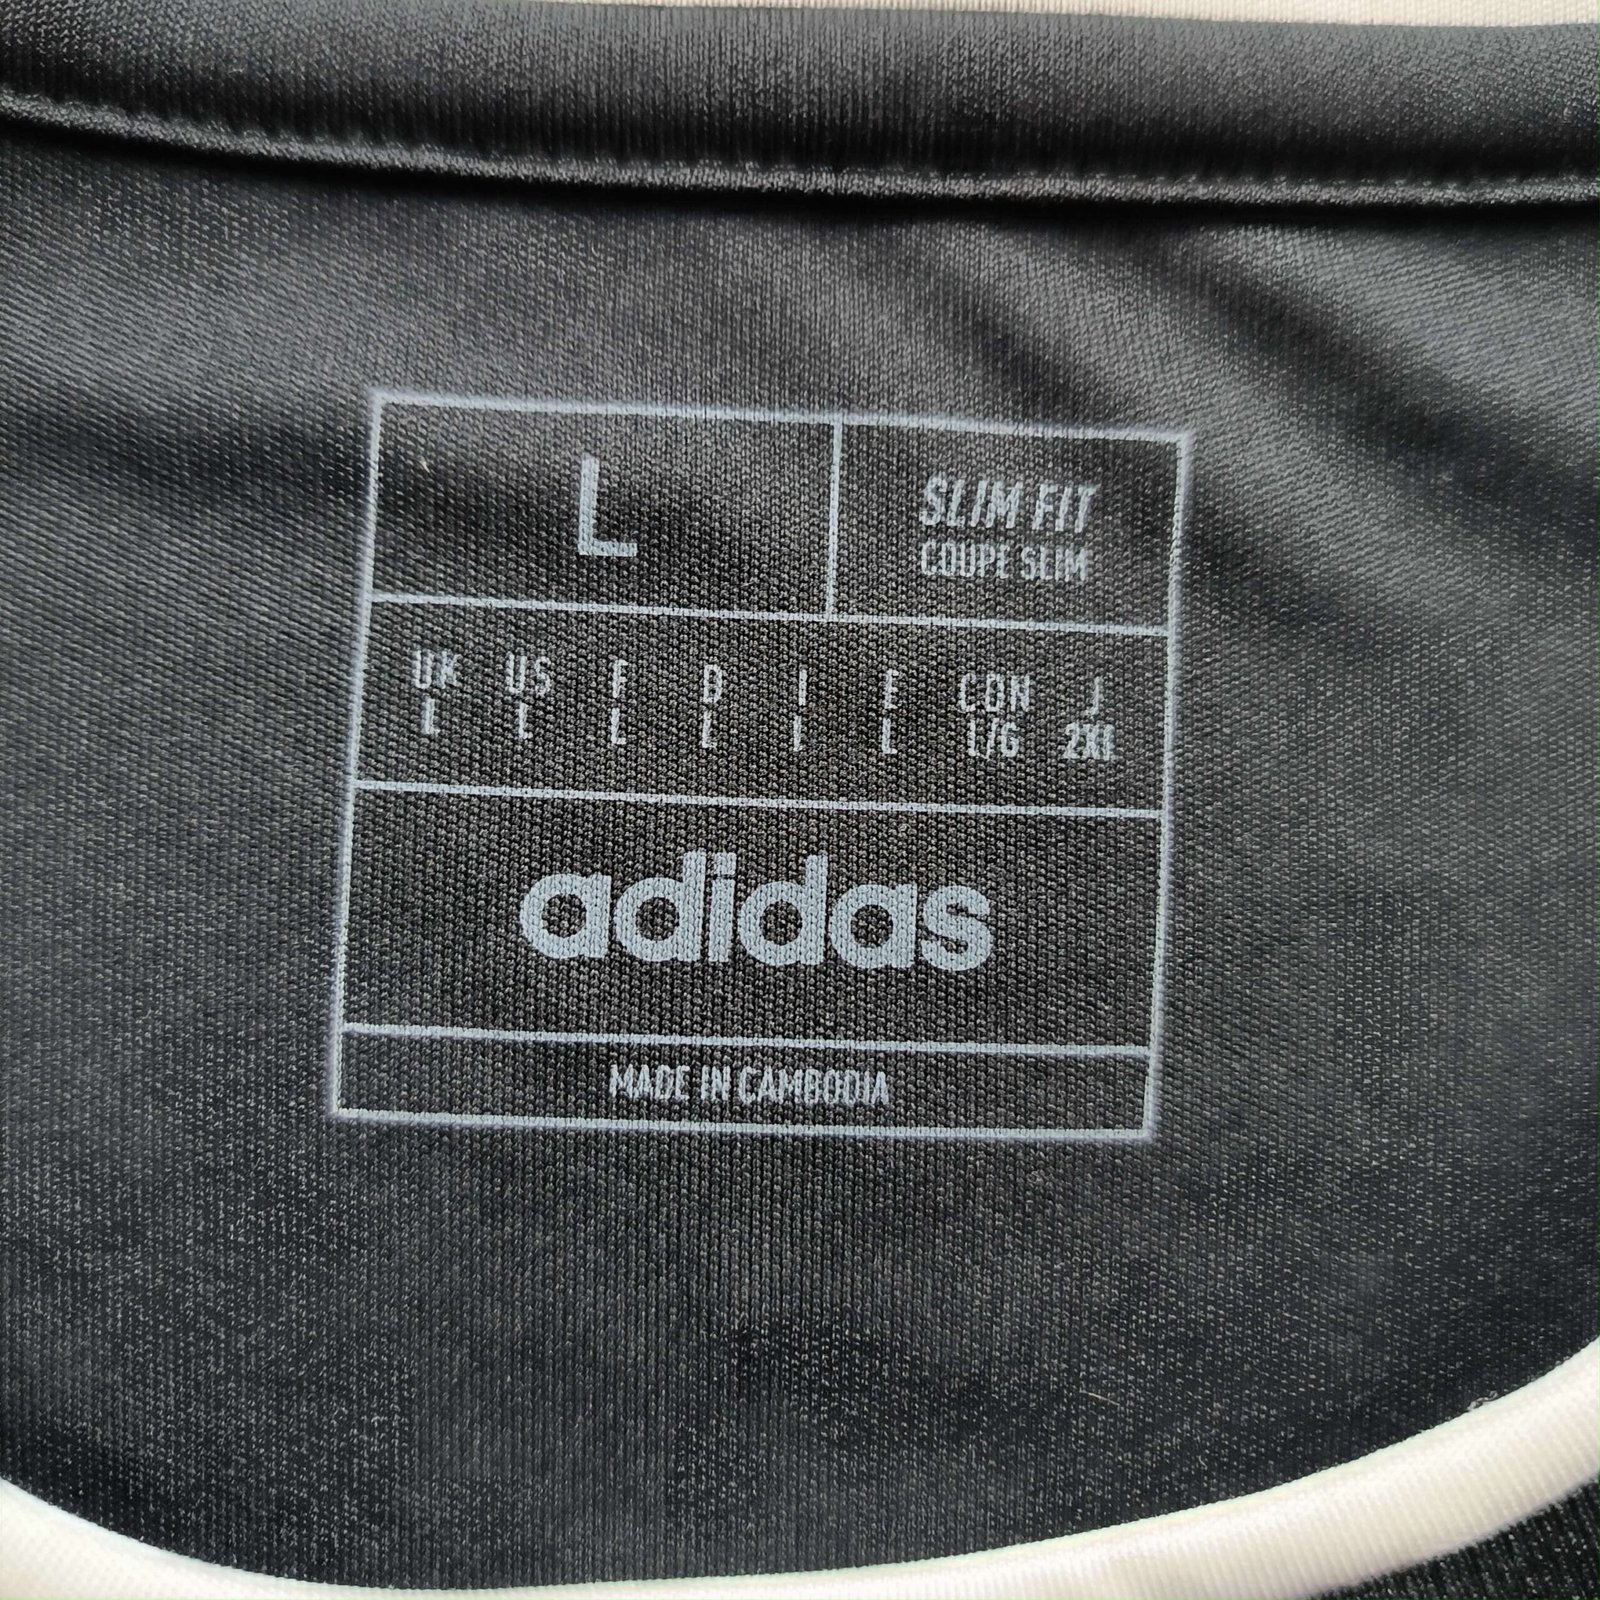 L
SLIM FIT
COUPE SLIM
UK US F D I E CON J
L L L L L L L/G 2XL
adidas
MADE IN CAMBODIA